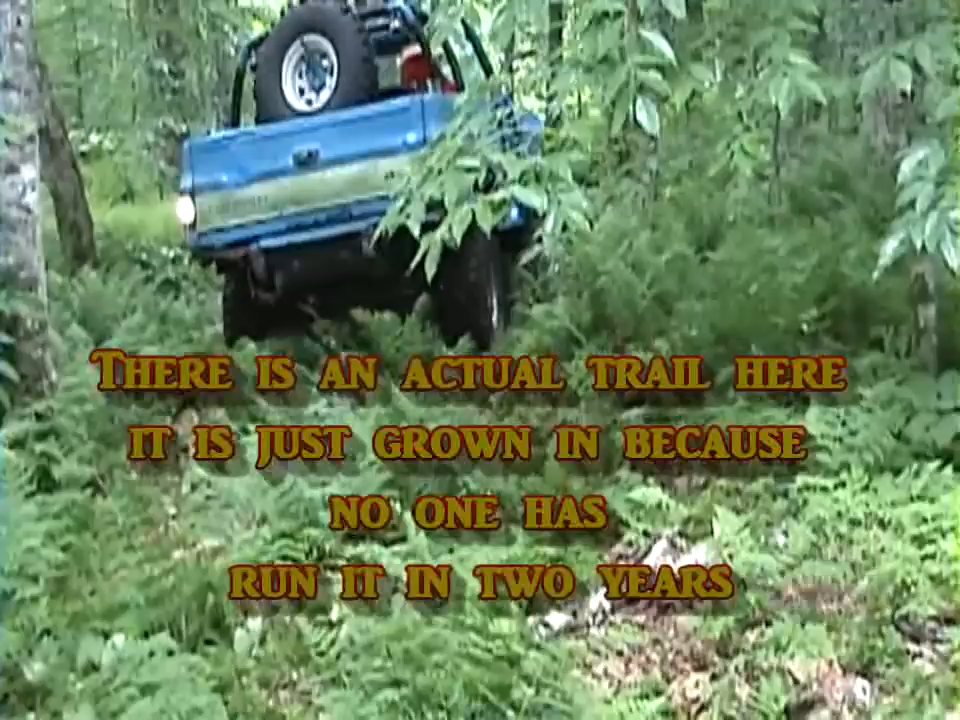 There is an actual trail here
it is just grown in because
no one has
run it in two years